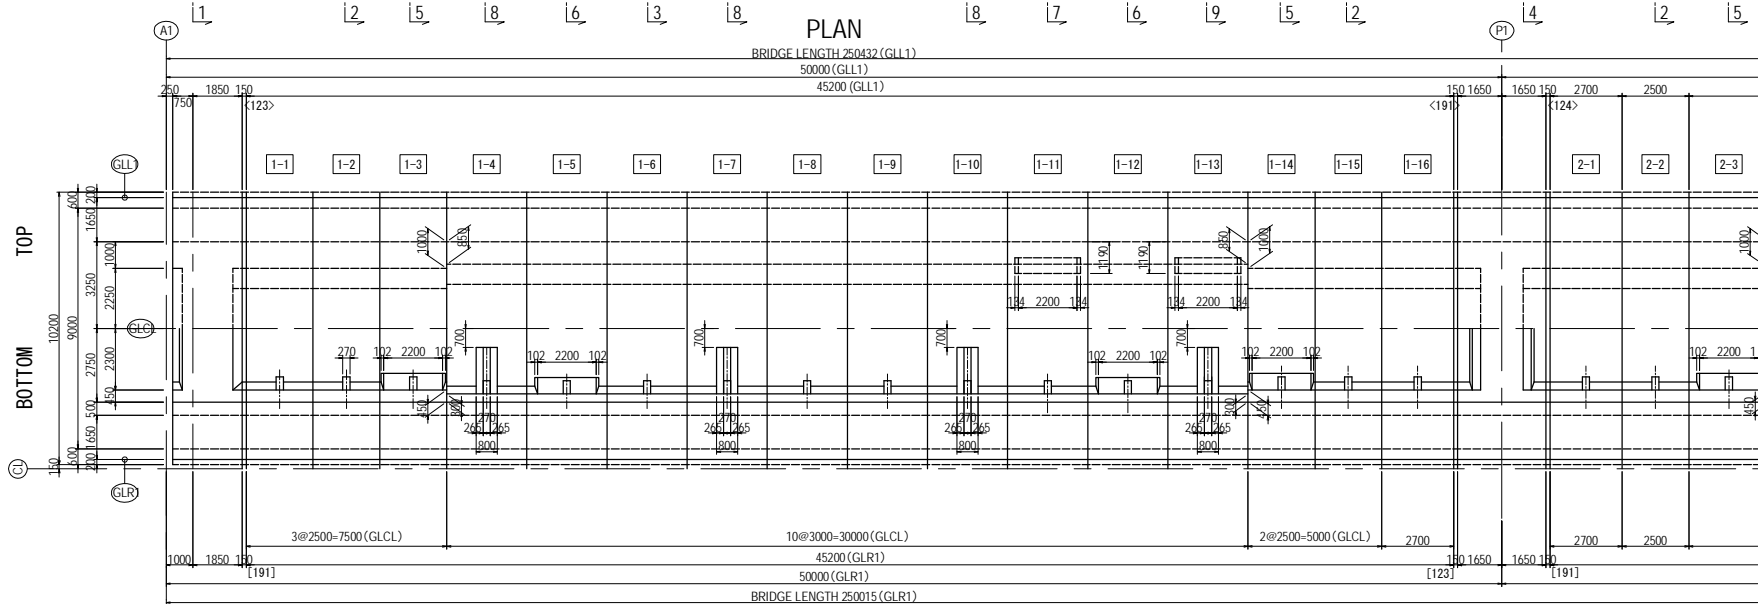 1 2 5 8 6 3 8 8 7 6 9 5 2 4 2 5
PLAN
A1 P1
BRIDGE LENGTH 250432(GLL1)
50000(GLL1)
250 1850 150 45200(GLL1) 150 1650 1650 150 2700 2500
750 <123> <191> <124>
GLL1 1-1 1-2 1-3 1-4 1-5 1-6 1-7 1-8 1-9 1-10 1-11 1-12 1-13 1-14 1-15 1-16 2-1 2-2 2-3
600 200
1650
TOP
1000 1000 850 1190 1190 850 1000 1000
3250 2250
134 2200 134 134 2200 134
10200 9000 GLCL
700 700 700 700
BOTTOM
2750 2300 270 102 2200 102 102 2200 102 102 2200 102 102 2200 102 102 2200 1
450
500 450 300 300 450 450
270 270 270 270
265 265 265 265 265 265 265 265
1650 800 800 800 800
600 200
150
CL
GLR1
3@2500=7500(GLCL) 10@3000=30000(GLCL) 2@2500=5000(GLCL) 2700 2700 2500
1000 1850 150 45200(GLR1) 150 1650 1650 150
[191] [123] [191]
50000(GLR1)
BRIDGE LENGTH 250015(GLR1)